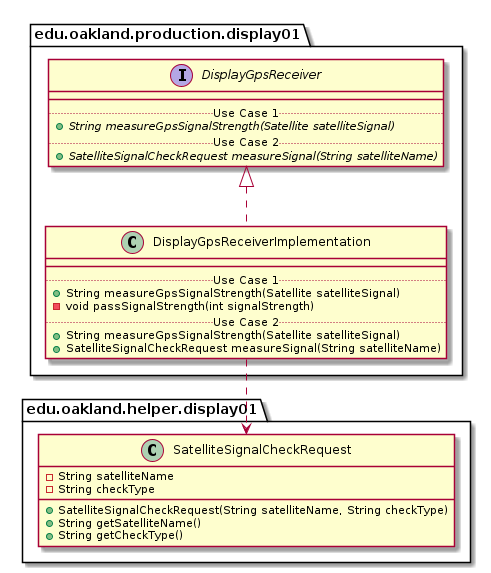 edu.oakland.production.display01
I DisplayGpsReceiver
Use Case 1
String measureGpsSignalStrength(Satellite satelliteSignal)
Use Case 2
SatelliteSignalCheckRequest measureSignal(String satelliteName)
C DisplayGpsReceiverImplementation
Use Case 1
String measureGpsSignalStrength(Satellite satelliteSignal)
void passSignalStrength(int signalStrength)
Use Case 2
String measureGpsSignalStrength(Satellite satelliteSignal)
SatelliteSignalCheckRequest measureSignal(String satelliteName)
edu.oakland.helper.display01
C SatelliteSignalCheckRequest
String satelliteName
String checkType
SatelliteSignalCheckRequest(String satelliteName, String checkType)
String getSatelliteName()
String getCheckType()